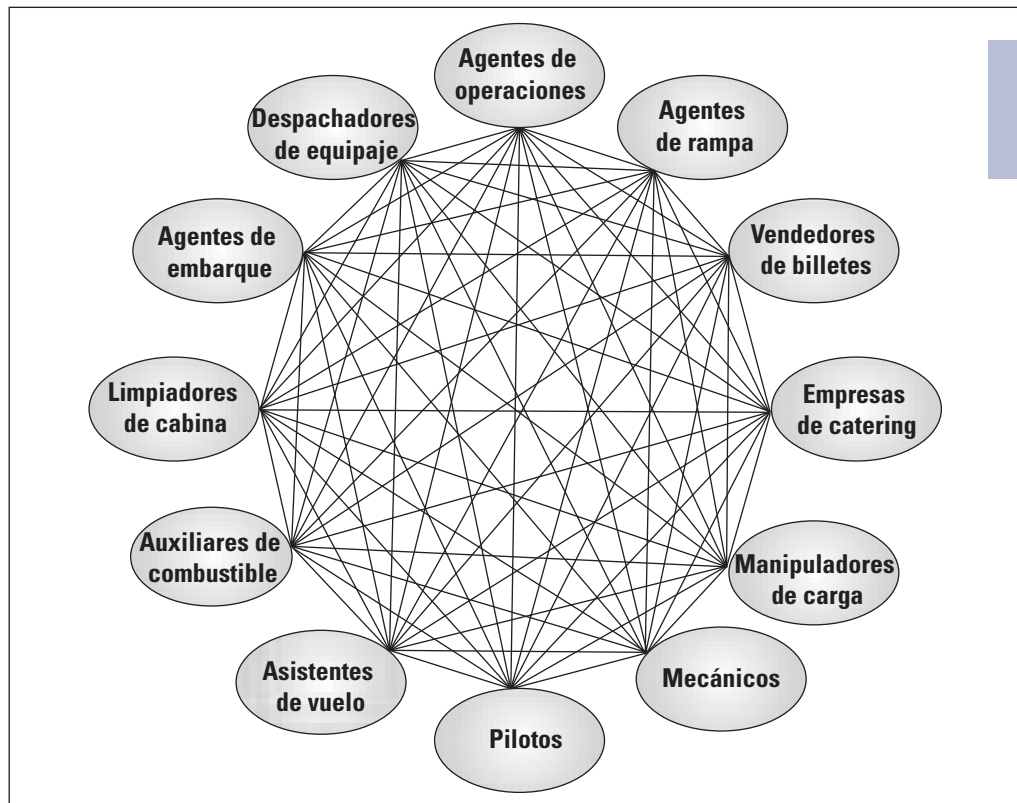 Agentes de
operaciones
Agentes
de rampa
Vendedores
de billetes
Empresas
de catering
Manipuladores
de carga
Mecánicos
Pilotos
Asistentes
de vuelo
Auxiliares de
combustible
Limpiadores
de cabina
Agentes de
embarque
Despachadores
de equipaje